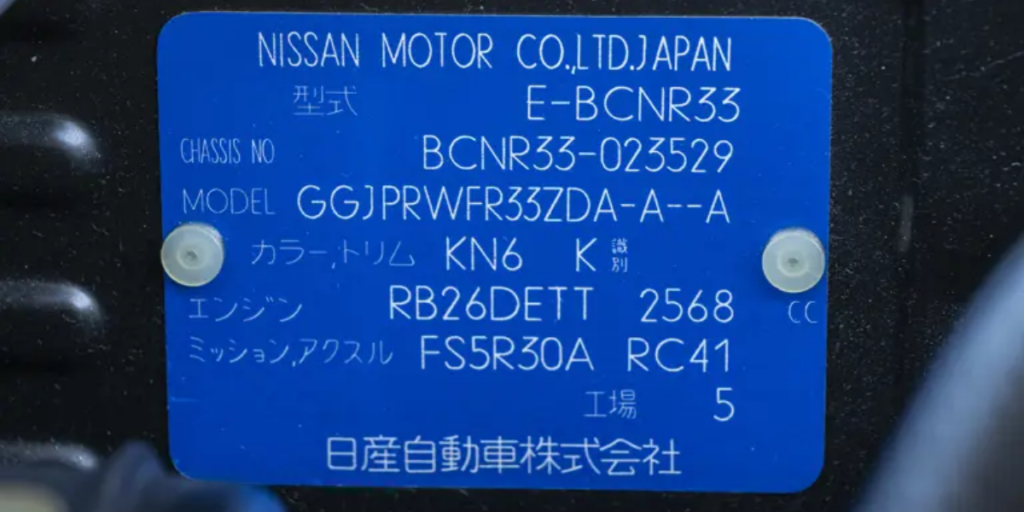 NISSAN MOTOR CO.,LTD.JAPAN
型式 E-BCNR33
CHASSIS NO BCNR33-023529
MODEL GGJPRWFR33ZDA-A--A
カラー,トリム KN6 K 識別
エンジン RB26DETT 2568 CC
ミッション,アクスル FS5R30A RC41
工場 5
日産自動車株式会社